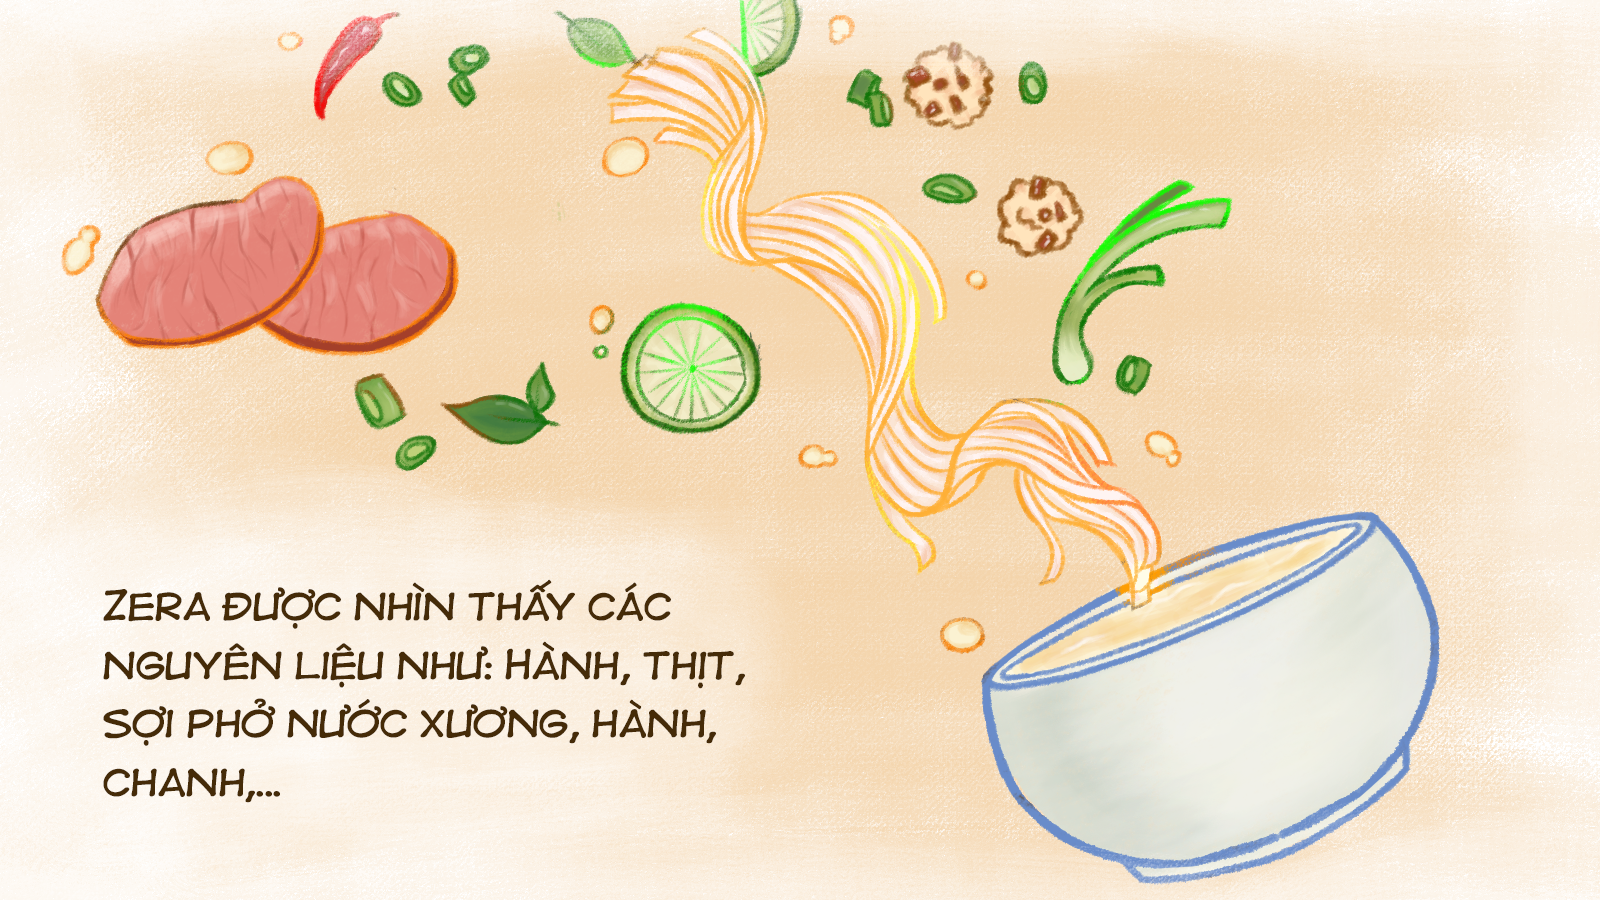 ZERA ĐƯỢC NHÌN THẤY CÁC
NGUYÊN LIỆU NHƯ: HÀNH, THỊT,
SỢI PHỞ NƯỚC XƯƠNG, HÀNH,
CHANH,...